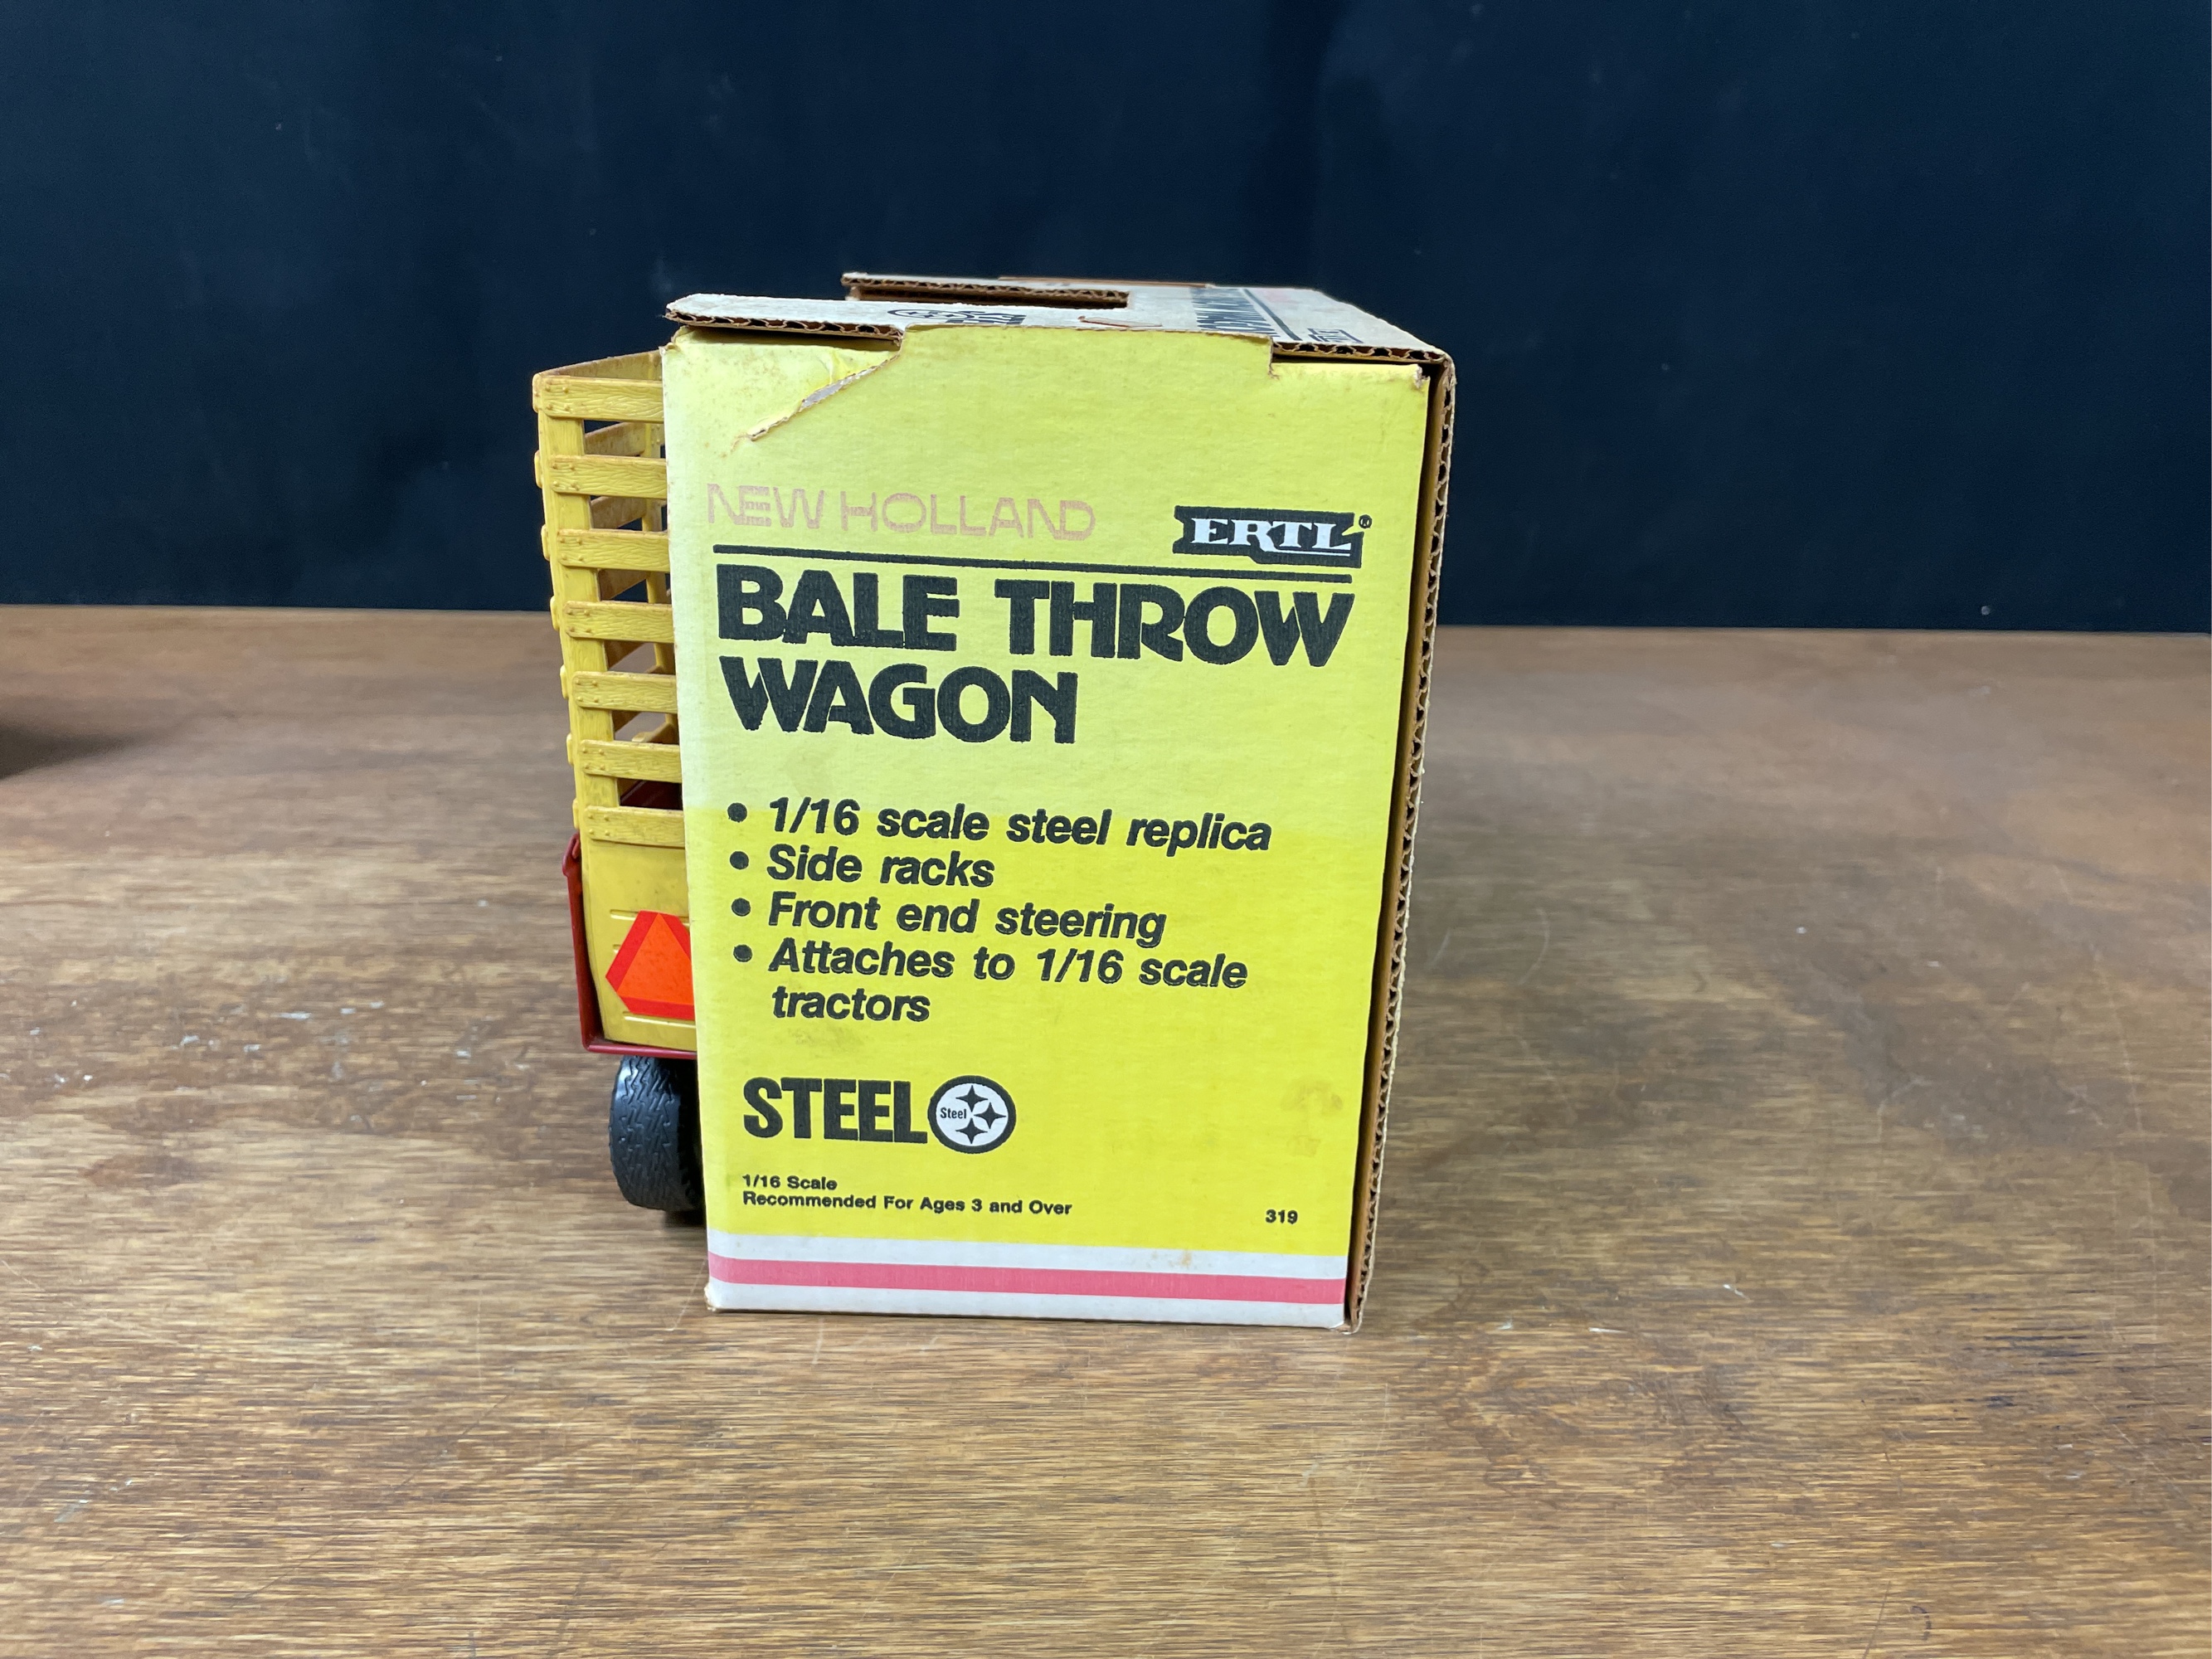 NEW HOLLAND
ERTL®
BALE THROW
WAGON
• 1/16 scale steel replica
• Side racks
• Front end steering
• Attaches to 1/16 scale
tractors
STEEL Steel
1/16 Scale
Recommended For Ages 3 and Over
319